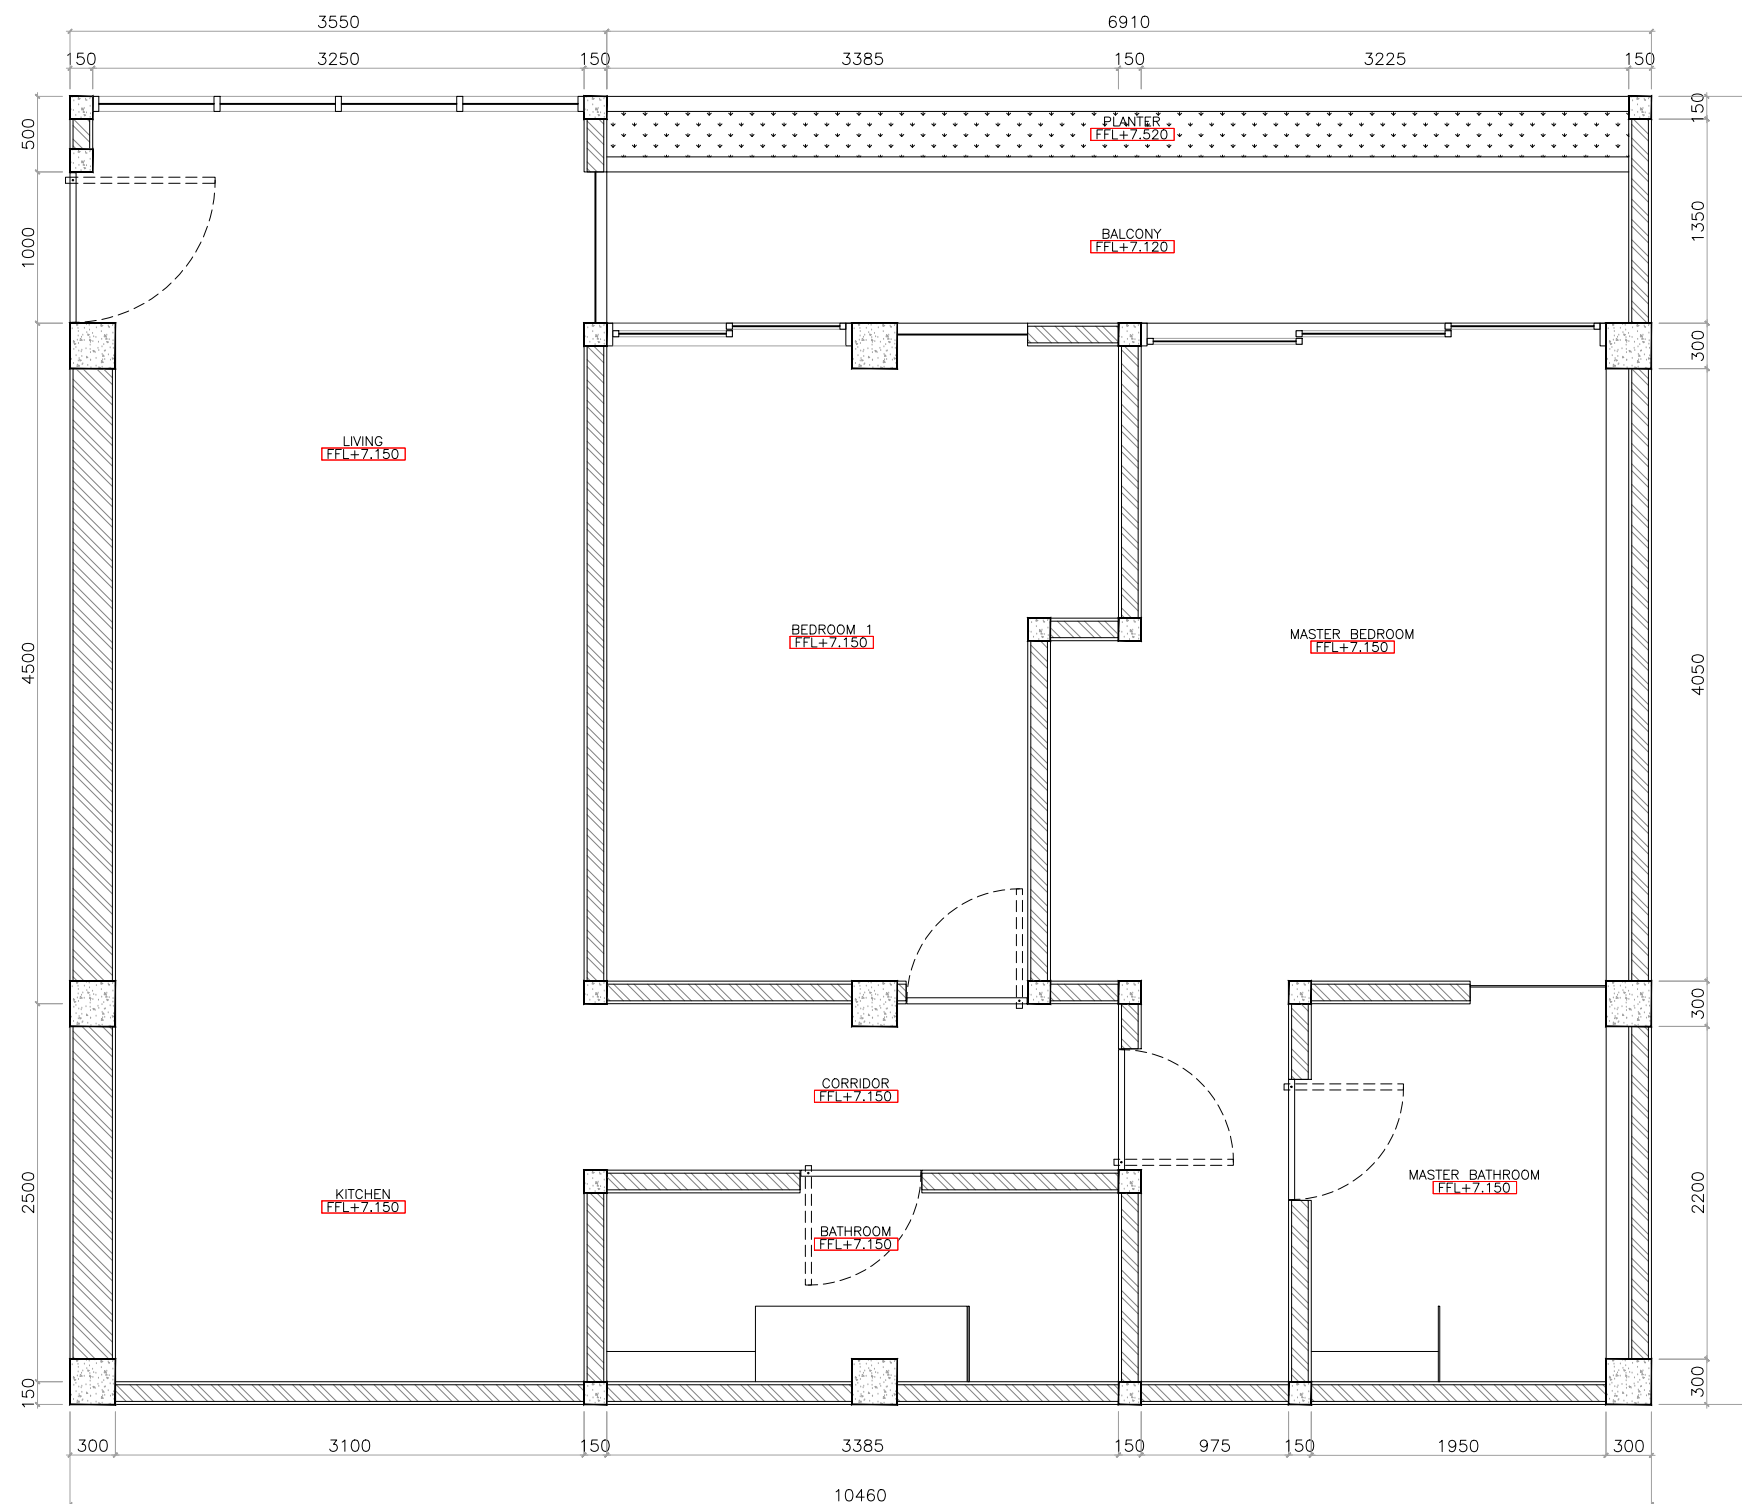 3550 6910
150 3250 150 3385 150 3225 150
500
150
PLANTER
FFL+7.520
1000
1350
BALCONY
FFL+7.120
300
LIVING
FFL+7.150
4500
4050
BEDROOM 1
FFL+7.150
MASTER BEDROOM
FFL+7.150
300
CORRIDOR
FFL+7.150
2500
2200
KITCHEN
FFL+7.150
MASTER BATHROOM
FFL+7.150
BATHROOM
FFL+7.150
150
300
300 3100 150 3385 150 975 150 1950 300
10460